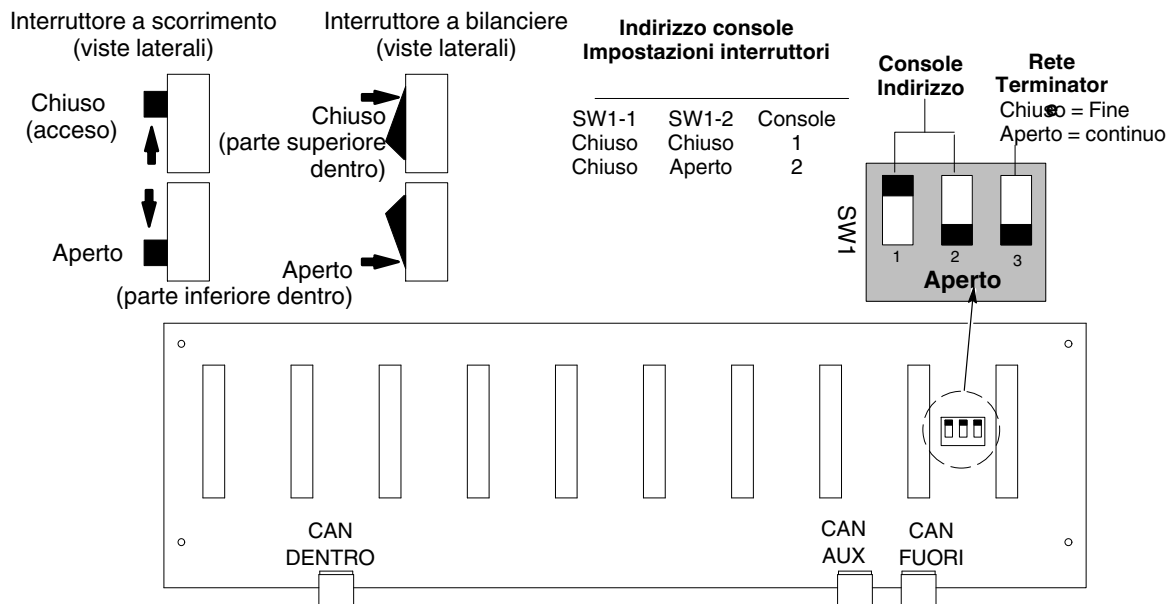 Interruttore a scorrimento
(viste laterali)
Chiuso
(acceso)
Aperto
Interruttore a bilanciere
(viste laterali)
Chiuso
(parte superiore
dentro)
Aperto
(parte inferiore dentro)
Indirizzo console
Impostazioni interruttori
SW1-1 SW1-2 Console
Chiuso Chiuso 1
Chiuso Aperto 2
Console
Indirizzo
Rete
Terminator
e
Chiuso = Fine
Aperto = continuo
SW1
1 2 3
Aperto
CAN
DENTRO
CAN
AUX
CAN
FUORI